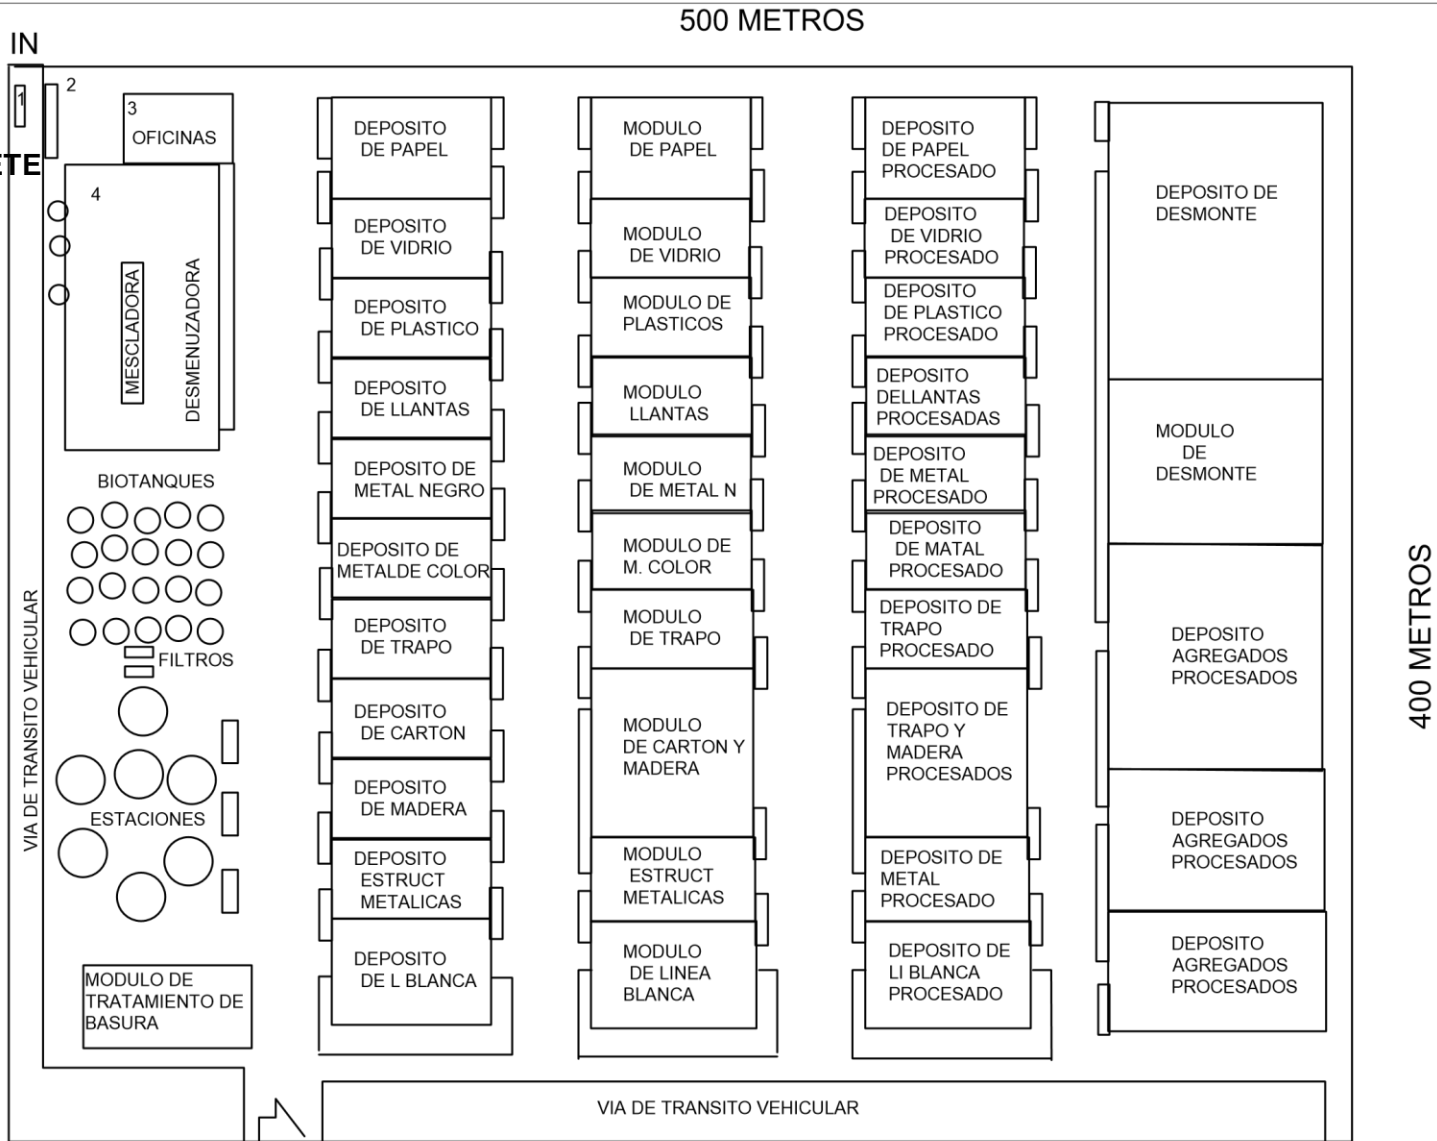 500 METROS
IN
1
2
3
OFICINAS
ETE
4
MESCLADORA
DESMENUZADORA
BIOTANQUES
FILTROS
ESTACIONES
MODULO DE
TRATAMIENTO DE
BASURA
VIA DE TRANSITO VEHICULAR
DEPOSITO
DE PAPEL
DEPOSITO
DE VIDRIO
DEPOSITO
DE PLASTICO
DEPOSITO
DE LLANTAS
DEPOSITO DE
METAL NEGRO
DEPOSITO DE
METALDE COLOR
DEPOSITO
DE TRAPO
DEPOSITO
DE CARTON
DEPOSITO
DE MADERA
DEPOSITO
ESTRUCT
METALICAS
DEPOSITO
DE L BLANCA
MODULO
DE PAPEL
MODULO
DE VIDRIO
MODULO DE
PLASTICOS
MODULO
LLANTAS
MODULO
DE METAL N
MODULO DE
M. COLOR
MODULO
DE TRAPO
MODULO
DE CARTON Y
MADERA
MODULO
ESTRUCT
METALICAS
MODULO
DE LINEA
BLANCA
DEPOSITO
DE PAPEL
PROCESADO
DEPOSITO
DE VIDRIO
PROCESADO
DEPOSITO
DE PLASTICO
PROCESADO
DEPOSITO
DELLANTAS
PROCESADAS
DEPOSITO
DE METAL
PROCESADO
DEPOSITO
DE MATAL
PROCESADO
DEPOSITO DE
TRAPO
PROCESADO
DEPOSITO DE
TRAPO Y
MADERA
PROCESADOS
DEPOSITO DE
METAL
PROCESADO
DEPOSITO DE
LI BLANCA
PROCESADO
DEPOSITO DE
DESMONTE
MODULO
DE
DESMONTE
DEPOSITO
AGREGADOS
PROCESADOS
DEPOSITO
AGREGADOS
PROCESADOS
DEPOSITO
AGREGADOS
PROCESADOS
400 METROS
VIA DE TRANSITO VEHICULAR